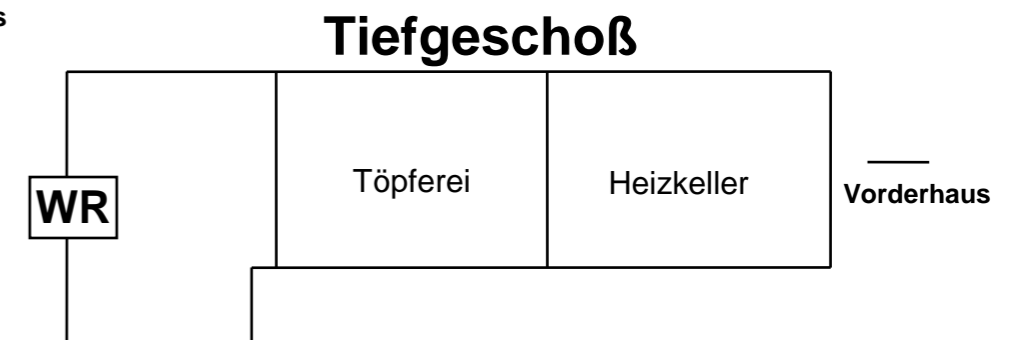 s
Tiefgeschoß
Töpferei
Heizkeller
WR
Vorderhaus